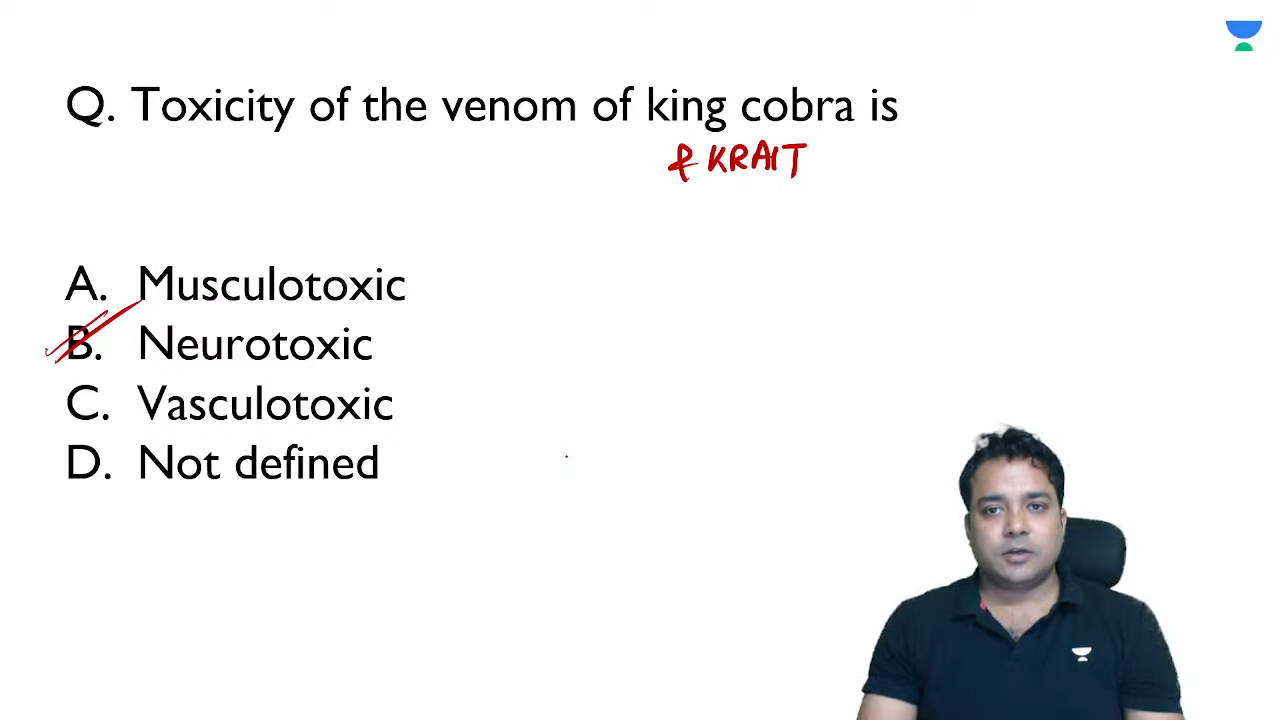 Q. Toxicity of the venom of king cobra is
& KRAIT
A. Musculotoxic
B. Neurotoxic
C. Vasculotoxic
D. Not defined